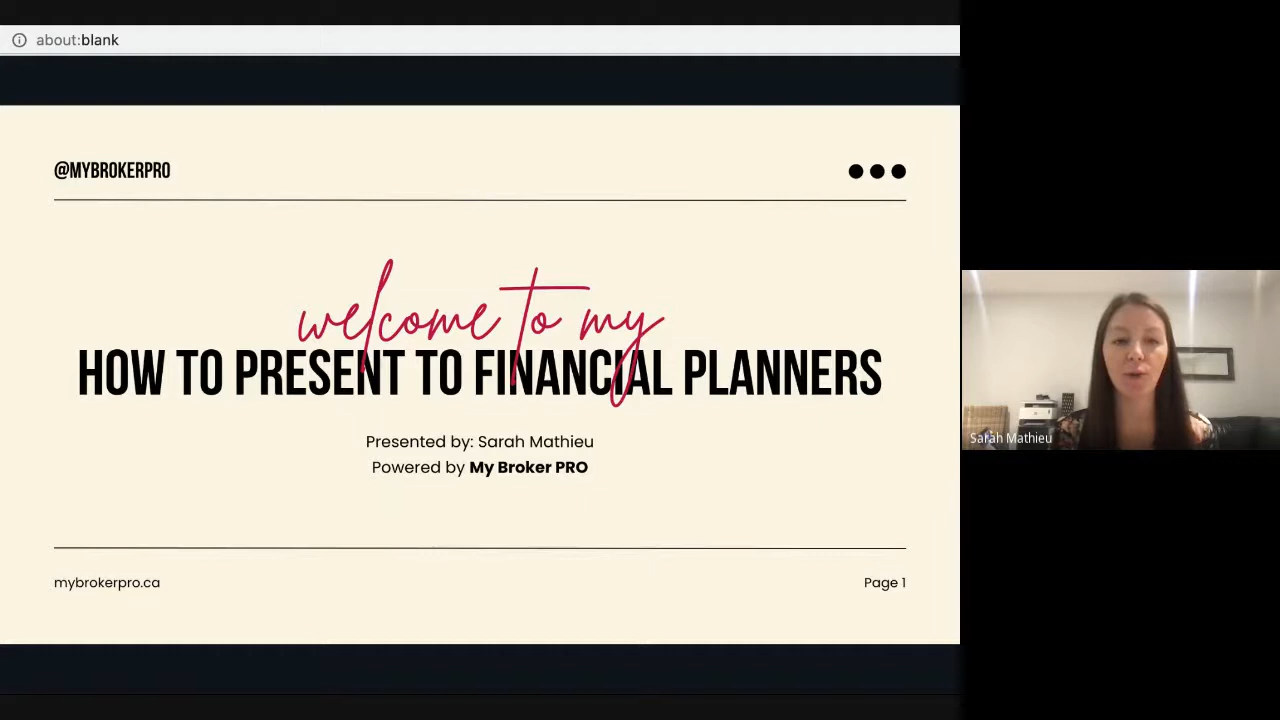 about:blank
@MYBROKERPRO
welcome to my
HOW TO PRESENT TO FINANCIAL PLANNERS
Presented by: Sarah Mathieu
Powered by My Broker PRO
mybrokerpro.ca
Page 1
Sarah Mathieu